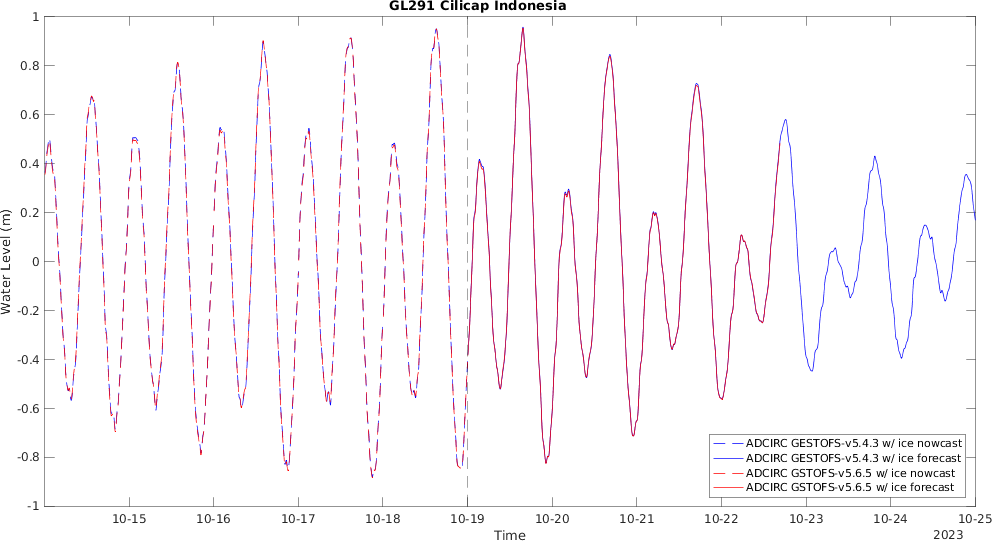 GL291 Cilicap Indonesia
1
0.8
0.6
0.4
0.2
0
-0.2
-0.4
-0.6
-0.8
-1
Water Level (m)
ADCIRC GESTOFS-v5.4.3 w/ ice nowcast
ADCIRC GESTOFS-v5.4.3 w/ ice forecast
ADCIRC GSTOFS-v5.6.5 w/ ice nowcast
ADCIRC GSTOFS-v5.6.5 w/ ice forecast
10-15 10-16 10-17 10-18 10-19 10-20 10-21 10-22 10-23 10-24 10-25
Time
2023